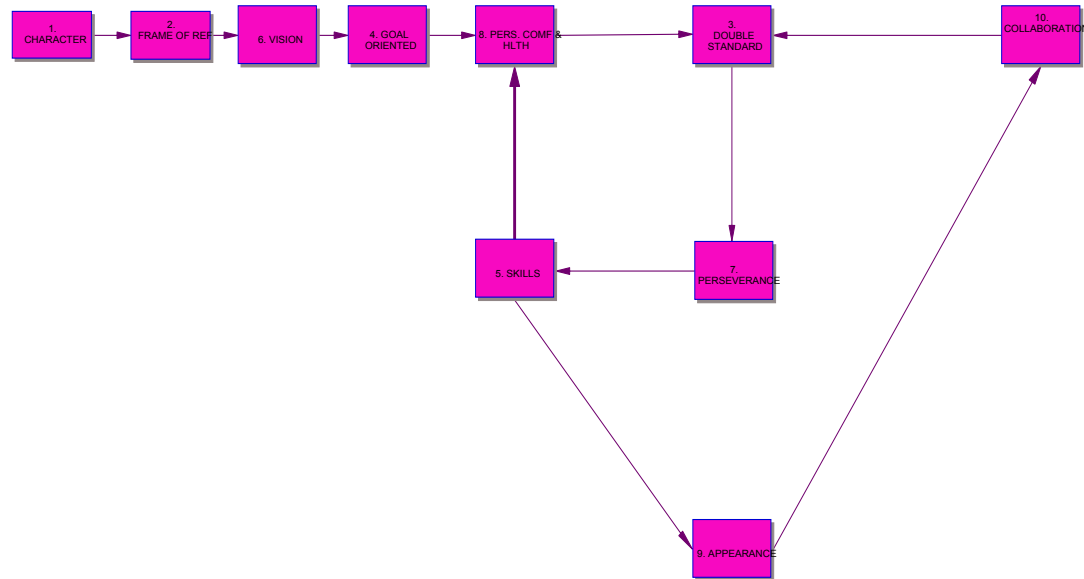 1.
CHARACTER
2.
FRAME OF REF
6. VISION
4. GOAL
ORIENTED
8. PERS. COMF &
HLTH
3.
DOUBLE
STANDARD
10.
COLLABORATION
5. SKILLS
7.
PERSEVERANCE
9. APPEARANCE